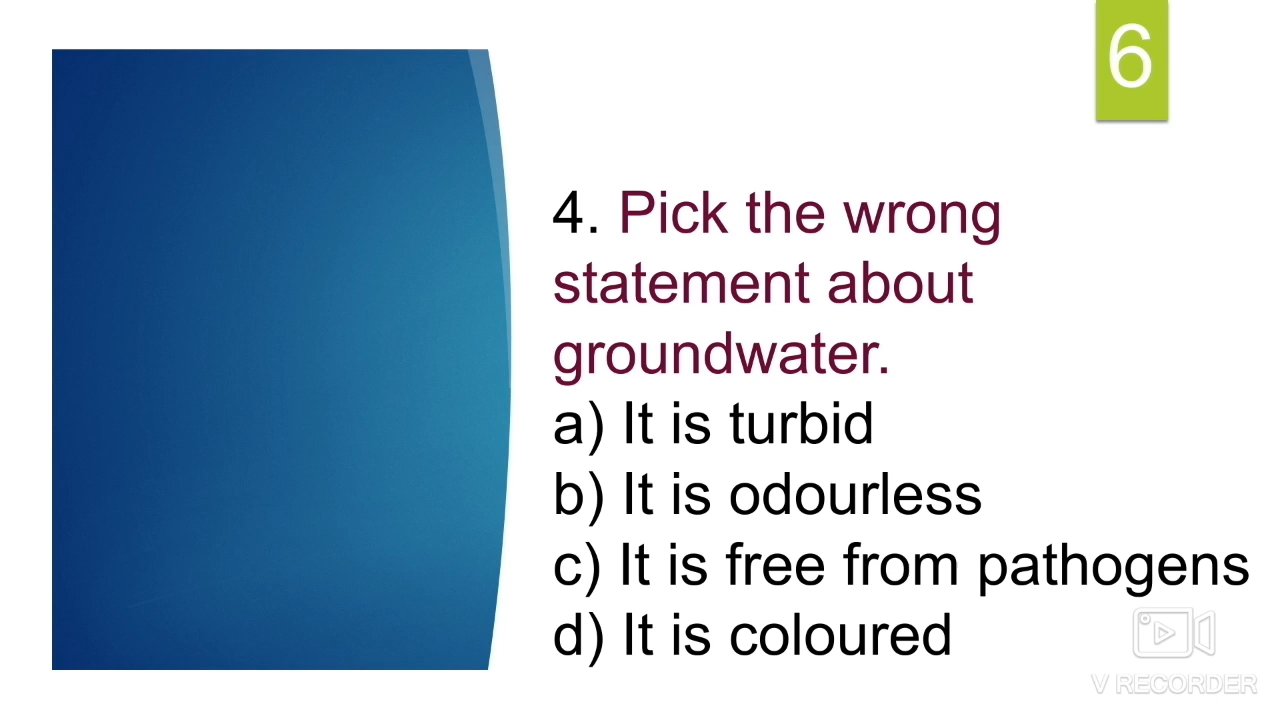 6
4. Pick the wrong
statement about
groundwater.
a) It is turbid
b) It is odourless
c) It is free from pathogens
d) It is coloured
V RECORDER